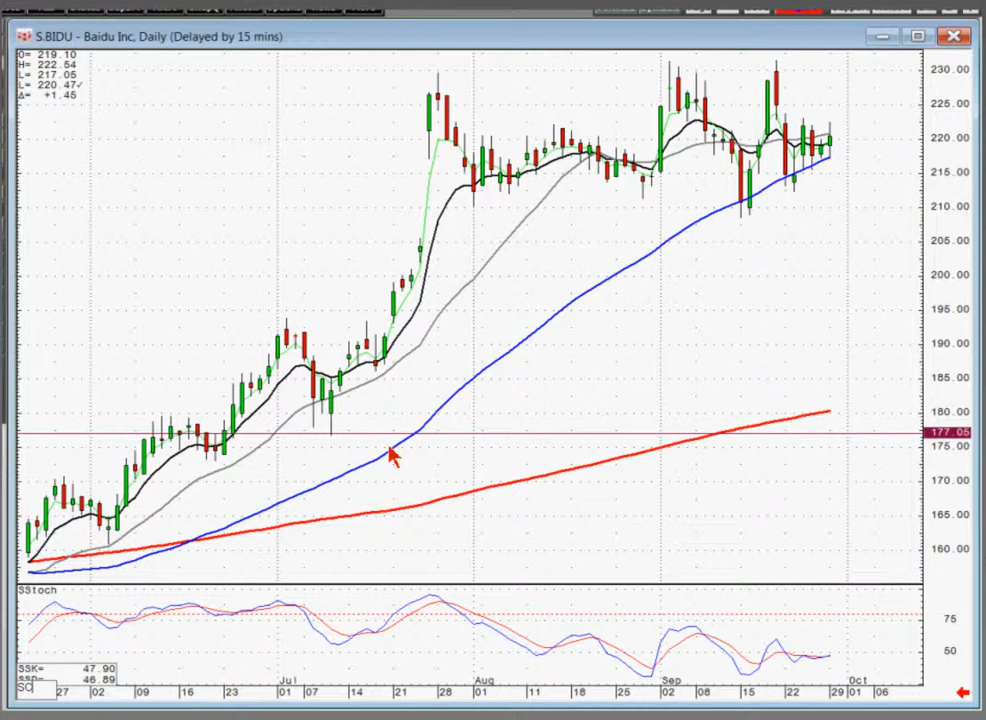 S.BIDU - Baidu Inc, Daily (Delayed by 15 mins)
O= 219.10
H= 222.54
L= 217.05
L= 220.47✓
Δ= +1.45
230.00
225.00
220.00
215.00
210.00
205.00
200.00
195.00
190.00
185.00
180.00
177.05
175.00
170.00
165.00
160.00
SStoch
75
50
SSK= 47.90
SSD= 46.89
SC
Jul Aug Sep Oct
27 02 09 16 23 01 07 14 21 28 01 11 18 25 02 08 15 22 29 01 06